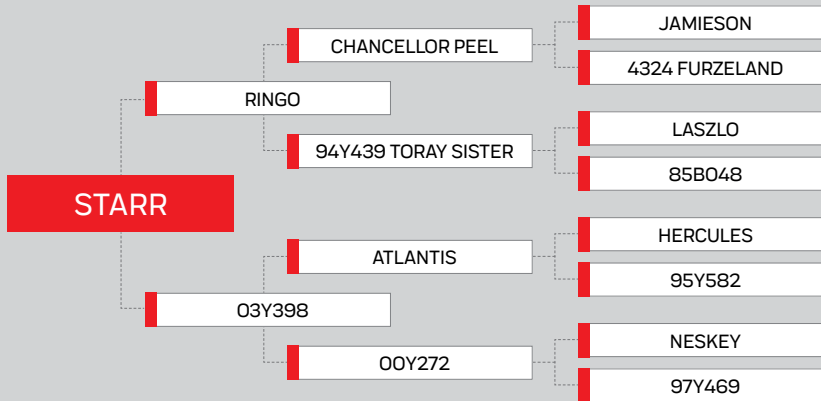 JAMIESON
CHANCELLOR PEEL
4324 FURZELAND
RINGO
LASZLO
94Y439 TORAY SISTER
85B048
STARR
HERCULES
ATLANTIS
95Y582
03Y398
NESKEY
00Y272
97Y469